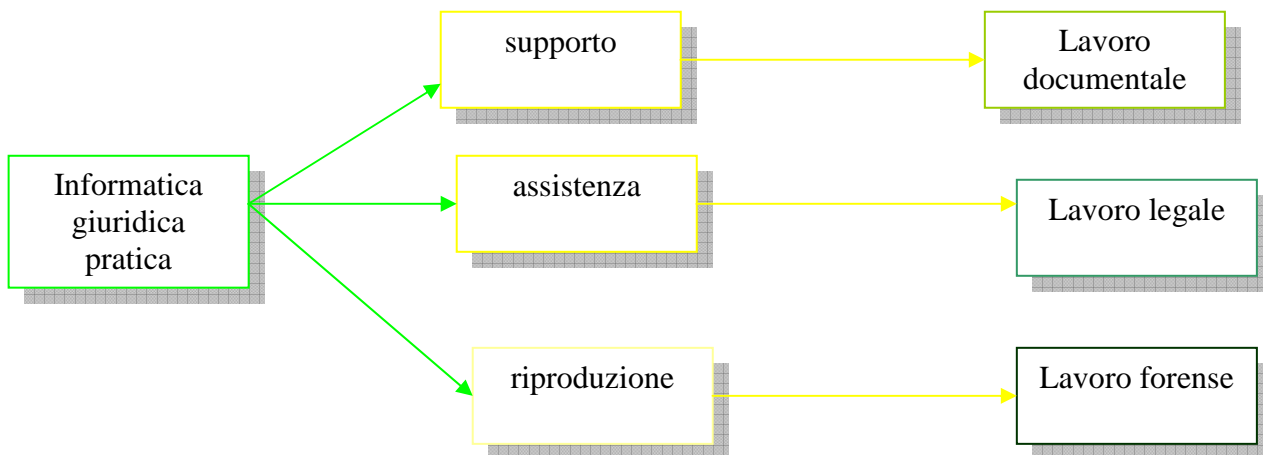 supporto
Lavoro
documentale
Informatica
giuridica
pratica
assistenza
Lavoro legale
riproduzione
Lavoro forense